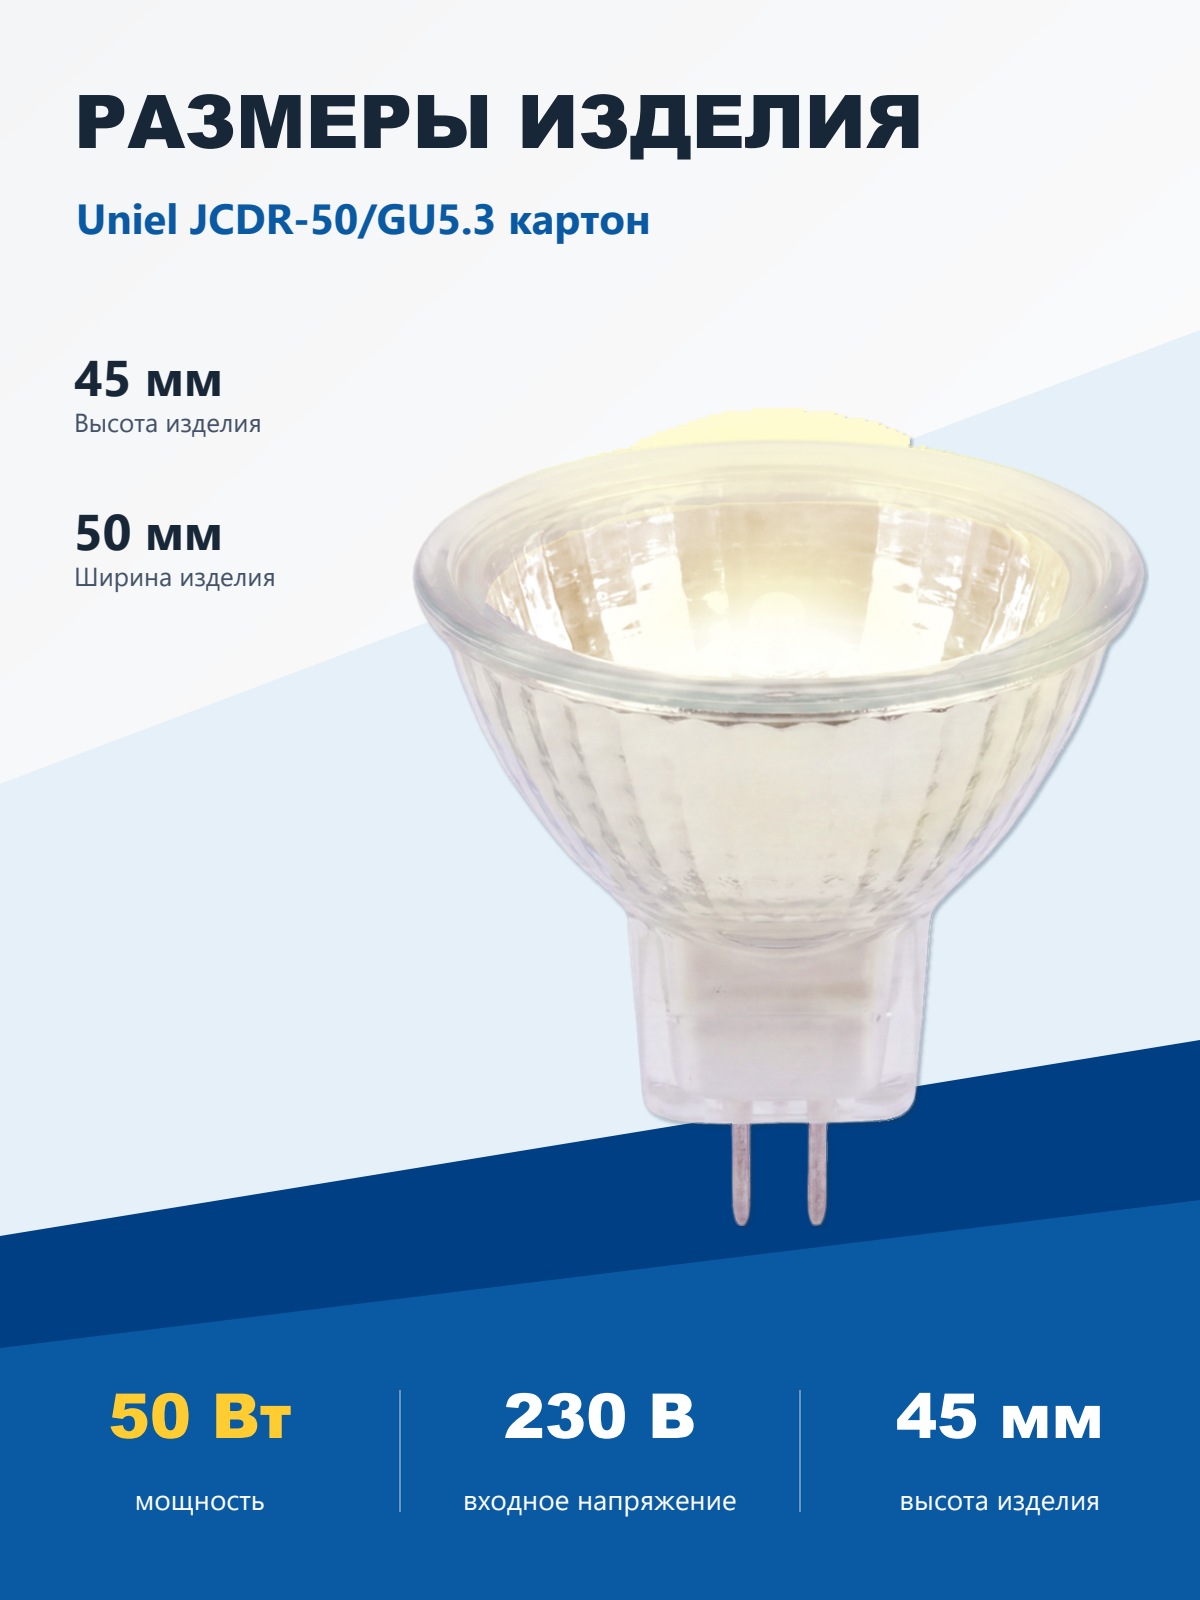 РАЗМЕРЫ ИЗДЕЛИЯ
Uniel JCDR-50/GU5.3 картон
45 мм
Высота изделия
50 мм
Ширина изделия
50 Вт
мощность
230 В
входное напряжение
45 мм
высота изделия